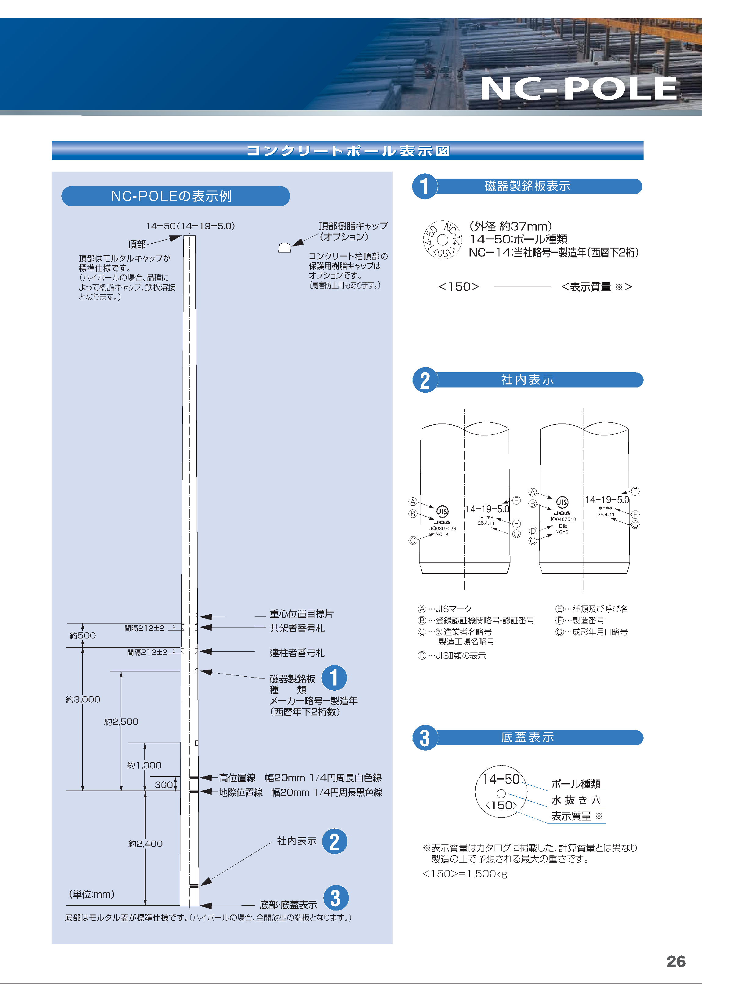 NC-POLE
コンクリートポール表示図
NC-POLEの表示例
14−50(14−19−5.0)
頂部
頂部はモルタルキャップが
標準仕様です。
(ハイポールの場合、品種に
よって樹脂キャップ、鉄板溶接
となります。)
頂部樹脂キャップ
(オプション)
コンクリート柱頂部の
保護用樹脂キャップは
オプションです。
(鳥害防止用もあります。)
重心位置目標片
間隔212±2
共架者番号札
約500
間隔212±2
建柱者番号札
磁器製銘板
1
種　類
メーカー略号−製造年
(西暦年下2桁数)
約3,000
約2,500
約1,000
高位置線 幅20mm 1/4円周長白色線
300
地際位置線 幅20mm 1/4円周長黒色線
約2,400
社内表示
2
(単位:mm)
3
底部・底蓋表示
底部はモルタル蓋が標準仕様です。(ハイポールの場合、全開放型の端板となります。)
1
磁器製銘板表示
14-50
NC-14
〈150〉
(外径 約37mm)
14−50:ポール種類
NC−14:当社略号−製造年(西暦下2桁)
<150>
<表示質量 ※>
2
社内表示
Ⓐ
Ⓑ
Ⓒ
JIS
JQA
JQ0307023
NC−K
14−19−5.0
*−**
26.4.11
Ⓔ
Ⓕ
Ⓖ
Ⓐ
Ⓑ
Ⓓ
Ⓒ
JIS
JQA
JQ0407010
Ⅱ類
NC−S
14−19−5.0
*−**
26.4.11
Ⓔ
Ⓕ
Ⓖ
Ⓐ…JISマーク
Ⓑ…登録認証機関略号-認証番号
Ⓒ…製造業者名略号
製造工場名略号
Ⓓ…JISⅡ類の表示
Ⓔ…種類及び呼び名
Ⓕ…製造番号
Ⓖ…成形年月日略号
3
底蓋表示
14−50
〈150〉
ポール種類
水抜き穴
表示質量 ※
※表示質量はカタログに掲載した、計算質量とは異なり
製造の上で予想される最大の重さです。
<150>=1,500kg
26